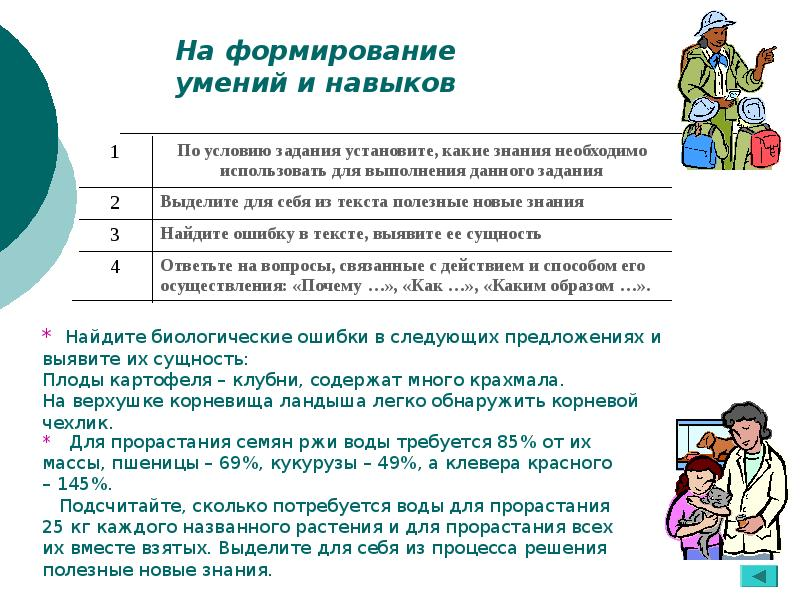 На формирование
умений и навыков
1
По условию задания установите, какие знания необходимо
использовать для выполнения данного задания
2
Выделите для себя из текста полезные новые знания
3
Найдите ошибку в тексте, выявите ее сущность
4
Ответьте на вопросы, связанные с действием и способом его
осуществления: «Почему …», «Как …», «Каким образом …».
* Найдите биологические ошибки в следующих предложениях и
выявите их сущность:
Плоды картофеля – клубни, содержат много крахмала.
На верхушке корневища ландыша легко обнаружить корневой
чехлик.
* Для прорастания семян ржи воды требуется 85% от их
массы, пшеницы – 69%, кукурузы – 49%, а клевера красного
– 145%.
Подсчитайте, сколько потребуется воды для прорастания
25 кг каждого названного растения и для прорастания всех
их вместе взятых. Выделите для себя из процесса решения
полезные новые знания.